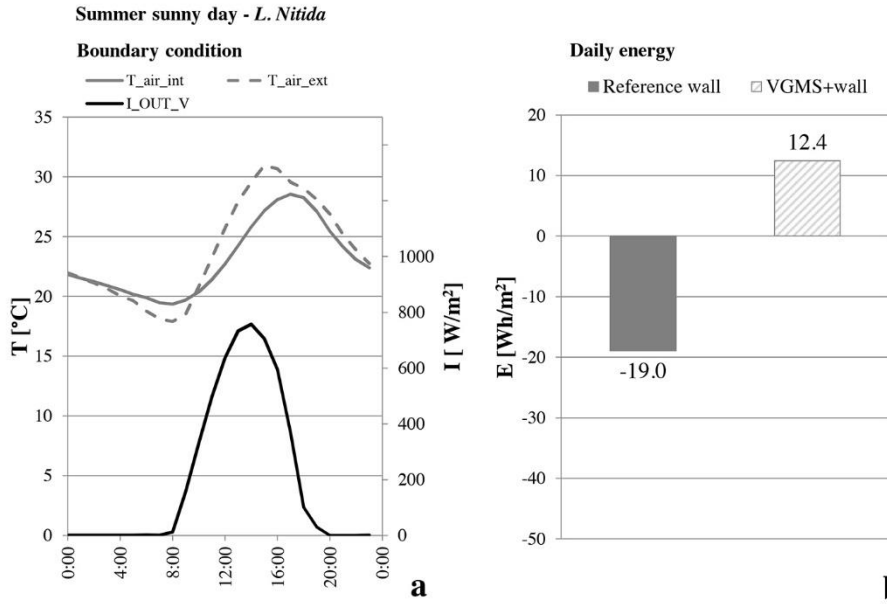 Summer sunny day - L. Nitida
Boundary condition
T_air_int T_air_ext
I_OUT_V
T [°C]
35
30
25
20
15
10
5
0
I [ W/m²]
1000
800
600
400
200
0
0:00 4:00 8:00 12:00 16:00 20:00 0:00
a
Daily energy
Reference wall VGMS+wall
E [Wh/m²]
20
10
0
-10
-20
-30
-40
-50
12.4
-19.0